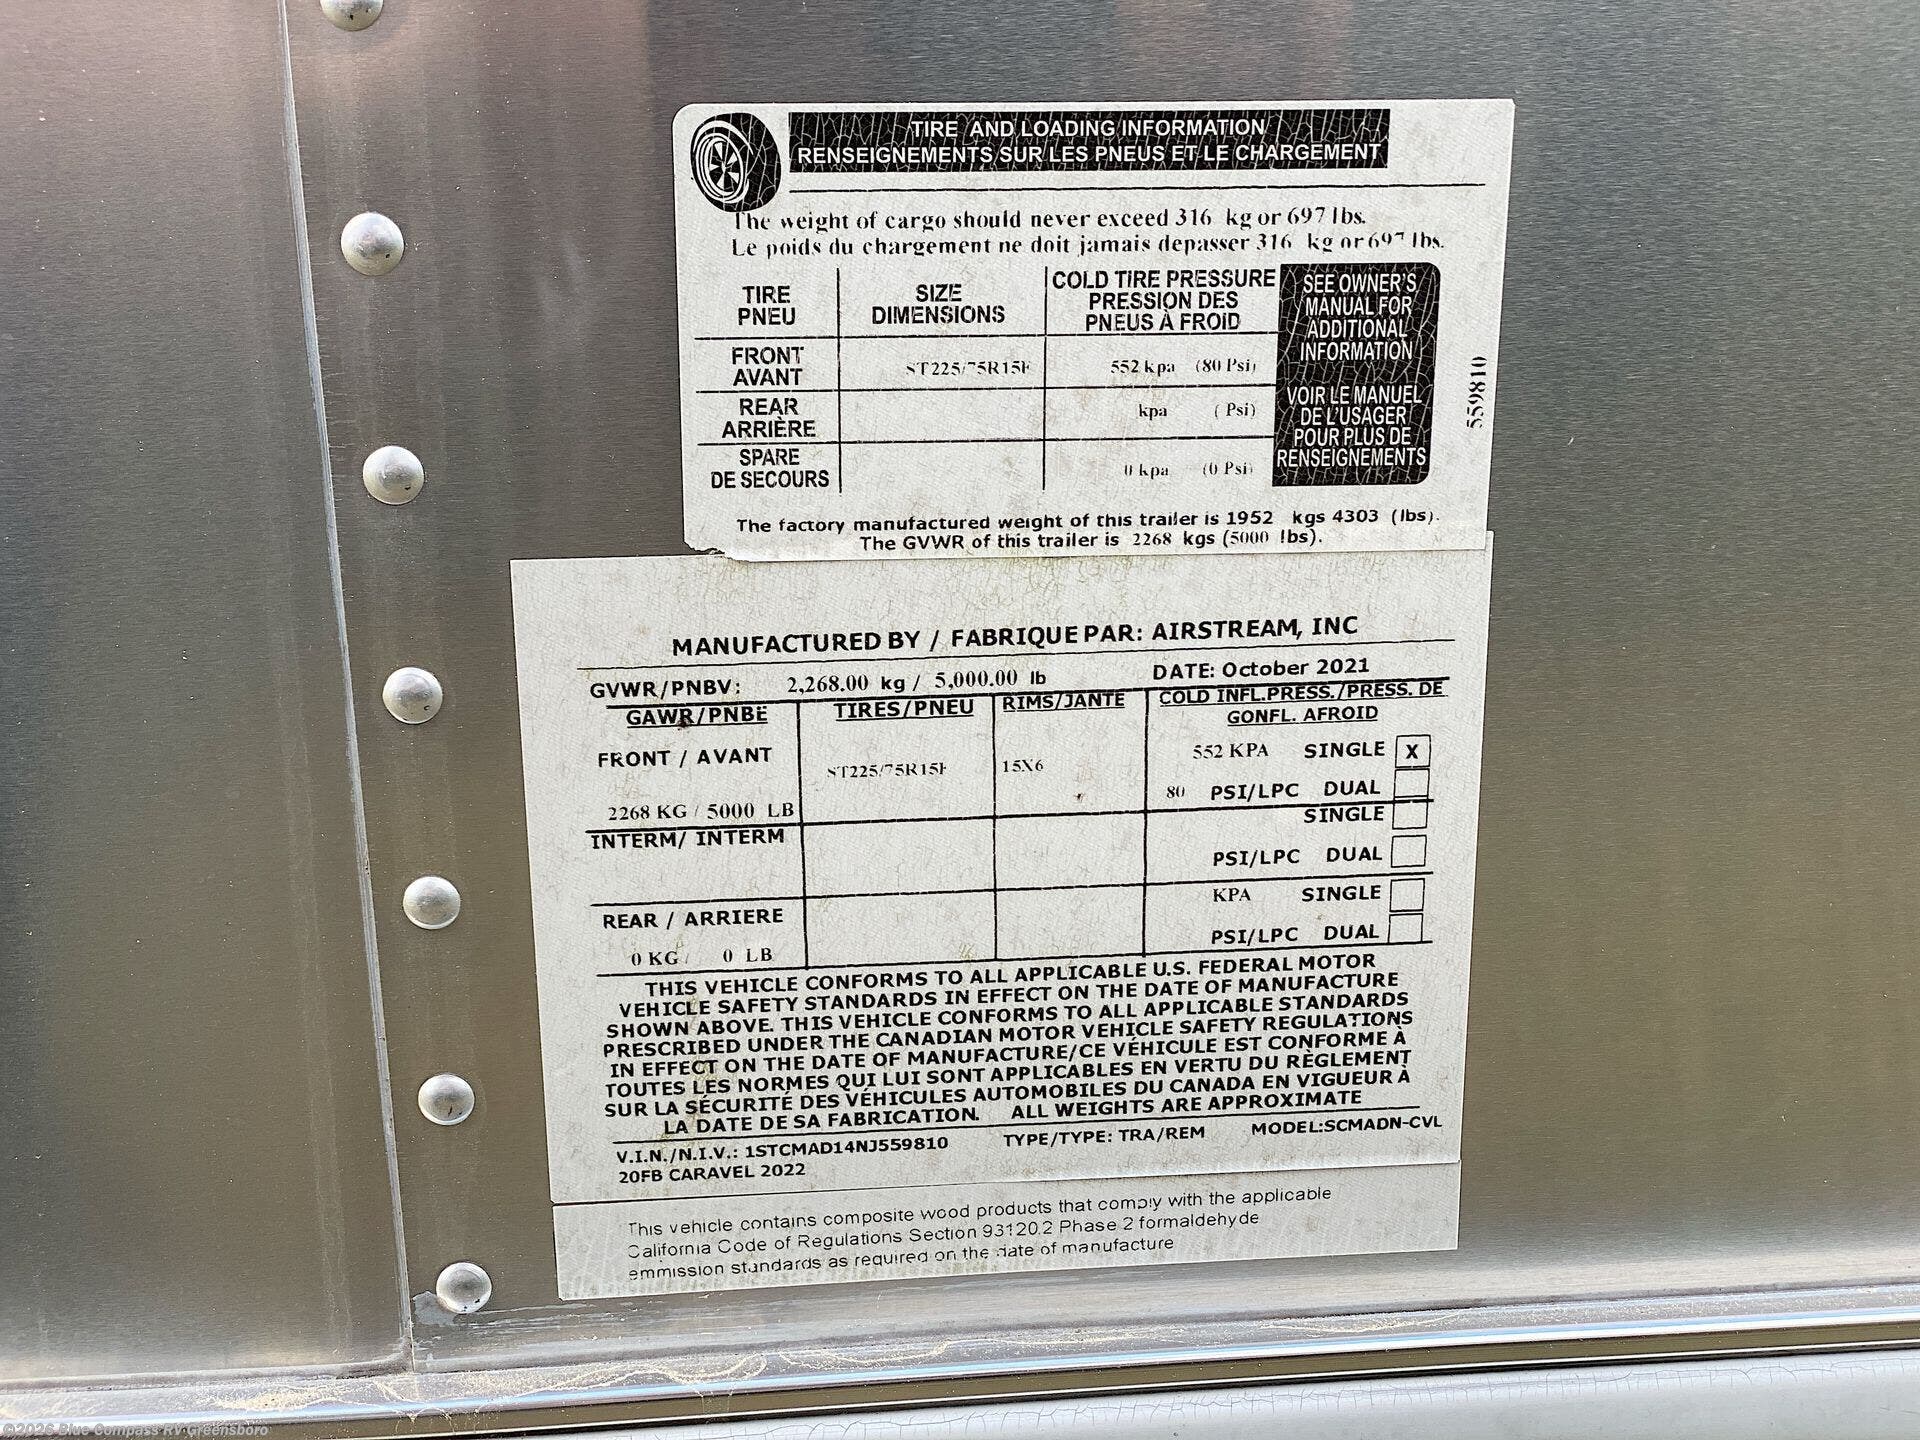 TIRE AND LOADING INFORMATION
RENSEIGNEMENTS SUR LES PNEUS ET LE CHARGEMENT
The weight of cargo should never exceed 316 kg or 697 lbs.
Le poids du chargement ne doit jamais depasser 316 kg or 697 lbs.
TIRE PNEU SIZE DIMENSIONS COLD TIRE PRESSURE PRESSION DES PNEUS À FROID
FRONT AVANT ST225/75R15F 552 kpa (80 Psi)
REAR ARRIÈRE kpa ( Psi)
SPARE DE SECOURS 0 kpa (0 Psi)
SEE OWNER'S
MANUAL FOR
ADDITIONAL
INFORMATION
VOIR LE MANUEL
DE L'USAGER
POUR PLUS DE
RENSEIGNEMENTS
559810
The factory manufactured weight of this trailer is 1952 kgs 4303 (lbs).
The GVWR of this trailer is 2268 kgs (5000 lbs).
MANUFACTURED BY / FABRIQUE PAR: AIRSTREAM, INC
GVWR/PNBV: 2,268.00 kg / 5,000.00 lb DATE: October 2021
GAWR/PNBE TIRES/PNEU RIMS/JANTE COLD INFL.PRESS./PRESS. DE
GONFL. AFROID
FRONT / AVANT ST225/75R15F 15X6 552 KPA SINGLE X
2268 KG / 5000 LB 80 PSI/LPC DUAL
INTERM/ INTERM SINGLE
PSI/LPC DUAL
REAR / ARRIERE KPA SINGLE
0 KG / 0 LB PSI/LPC DUAL
THIS VEHICLE CONFORMS TO ALL APPLICABLE U.S. FEDERAL MOTOR
VEHICLE SAFETY STANDARDS IN EFFECT ON THE DATE OF MANUFACTURE
SHOWN ABOVE. THIS VEHICLE CONFORMS TO ALL APPLICABLE STANDARDS
PRESCRIBED UNDER THE CANADIAN MOTOR VEHICLE SAFETY REGULATIONS
IN EFFECT ON THE DATE OF MANUFACTURE/CE VÉHICULE EST CONFORME À
TOUTES LES NORMES QUI LUI SONT APPLICABLES EN VERTU DU RÈGLEMENT
SUR LA SÉCURITÉ DES VÉHICULES AUTOMOBILES DU CANADA EN VIGUEUR À
LA DATE DE SA FABRICATION. ALL WEIGHTS ARE APPROXIMATE
V.I.N./N.I.V.: 1STCMAD14NJ559810 TYPE/TYPE: TRA/REM MODEL:SCMADN-CVL
20FB CARAVEL 2022
This vehicle contains composite wood products that comply with the applicable
California Code of Regulations Section 93120.2 Phase 2 formaldehyde
emmission standards as required on the date of manufacture
©2026 Blue Compass RV Greensboro